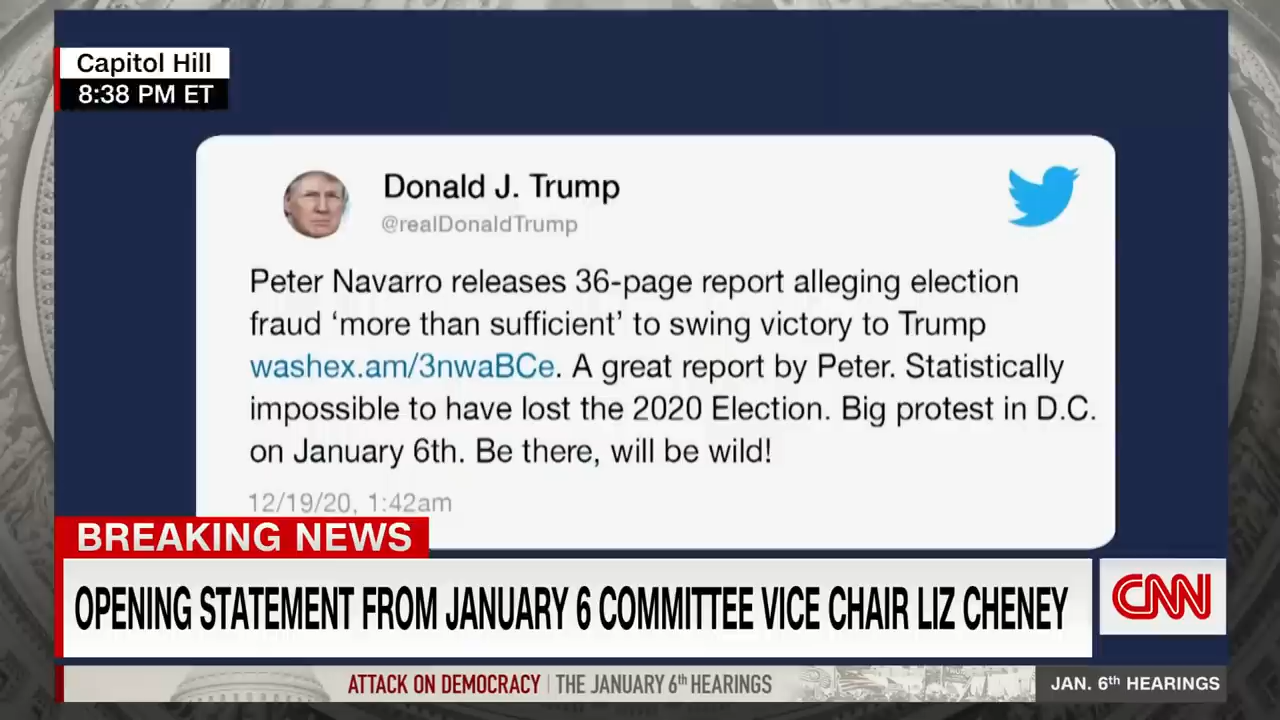 Capitol Hill
8:38 PM ET
Donald J. Trump
@realDonaldTrump
Peter Navarro releases 36-page report alleging election
fraud ‘more than sufficient’ to swing victory to Trump
washex.am/3nwaBCe. A great report by Peter. Statistically
impossible to have lost the 2020 Election. Big protest in D.C.
on January 6th. Be there, will be wild!
12/19/20, 1:42am
BREAKING NEWS
OPENING STATEMENT FROM JANUARY 6 COMMITTEE VICE CHAIR LIZ CHENEY
CNN
ATTACK ON DEMOCRACY | THE JANUARY 6th HEARINGS
JAN. 6th HEARINGS